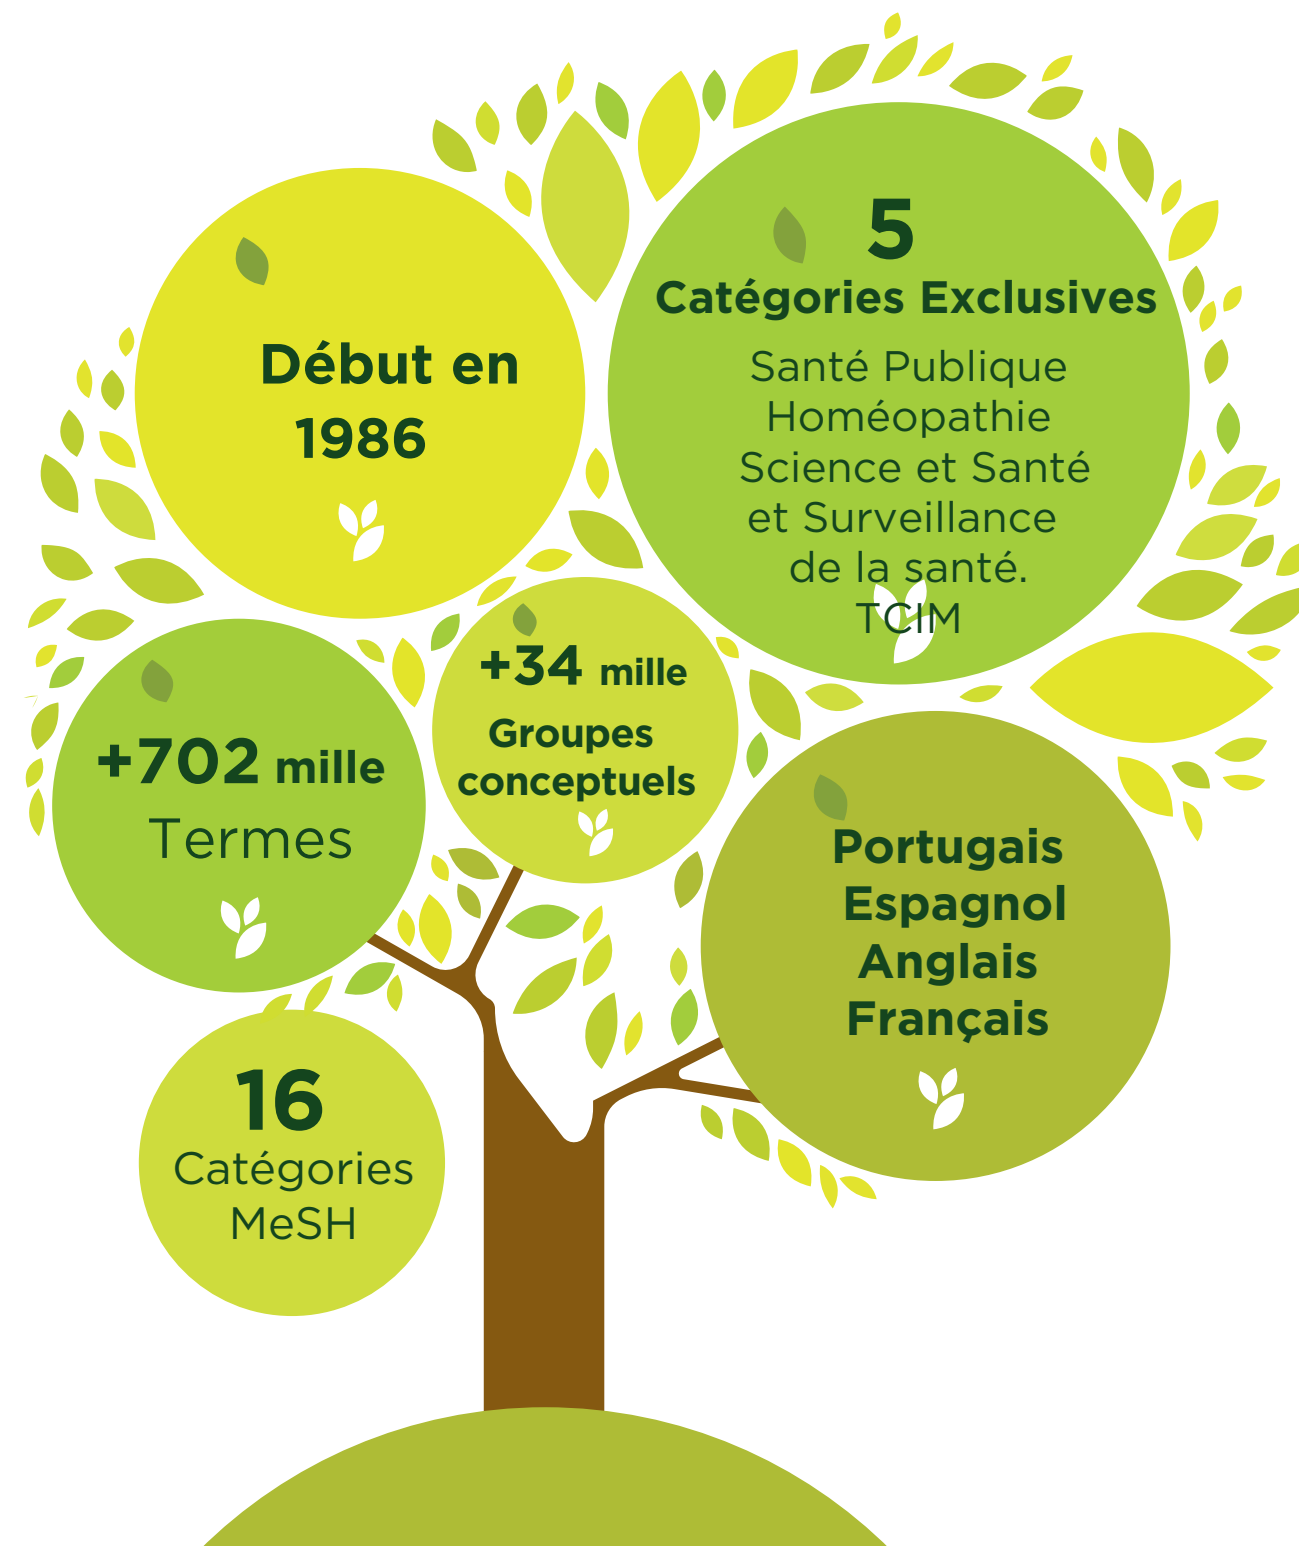 Début en
1986
5
Catégories Exclusives
Santé Publique
Homéopathie
Science et Santé
et Surveillance
de la santé.
TCIM
+34 mille
Groupes
conceptuels
+702 mille
Termes
Portugais
Espagnol
Anglais
Français
16
Catégories
MeSH